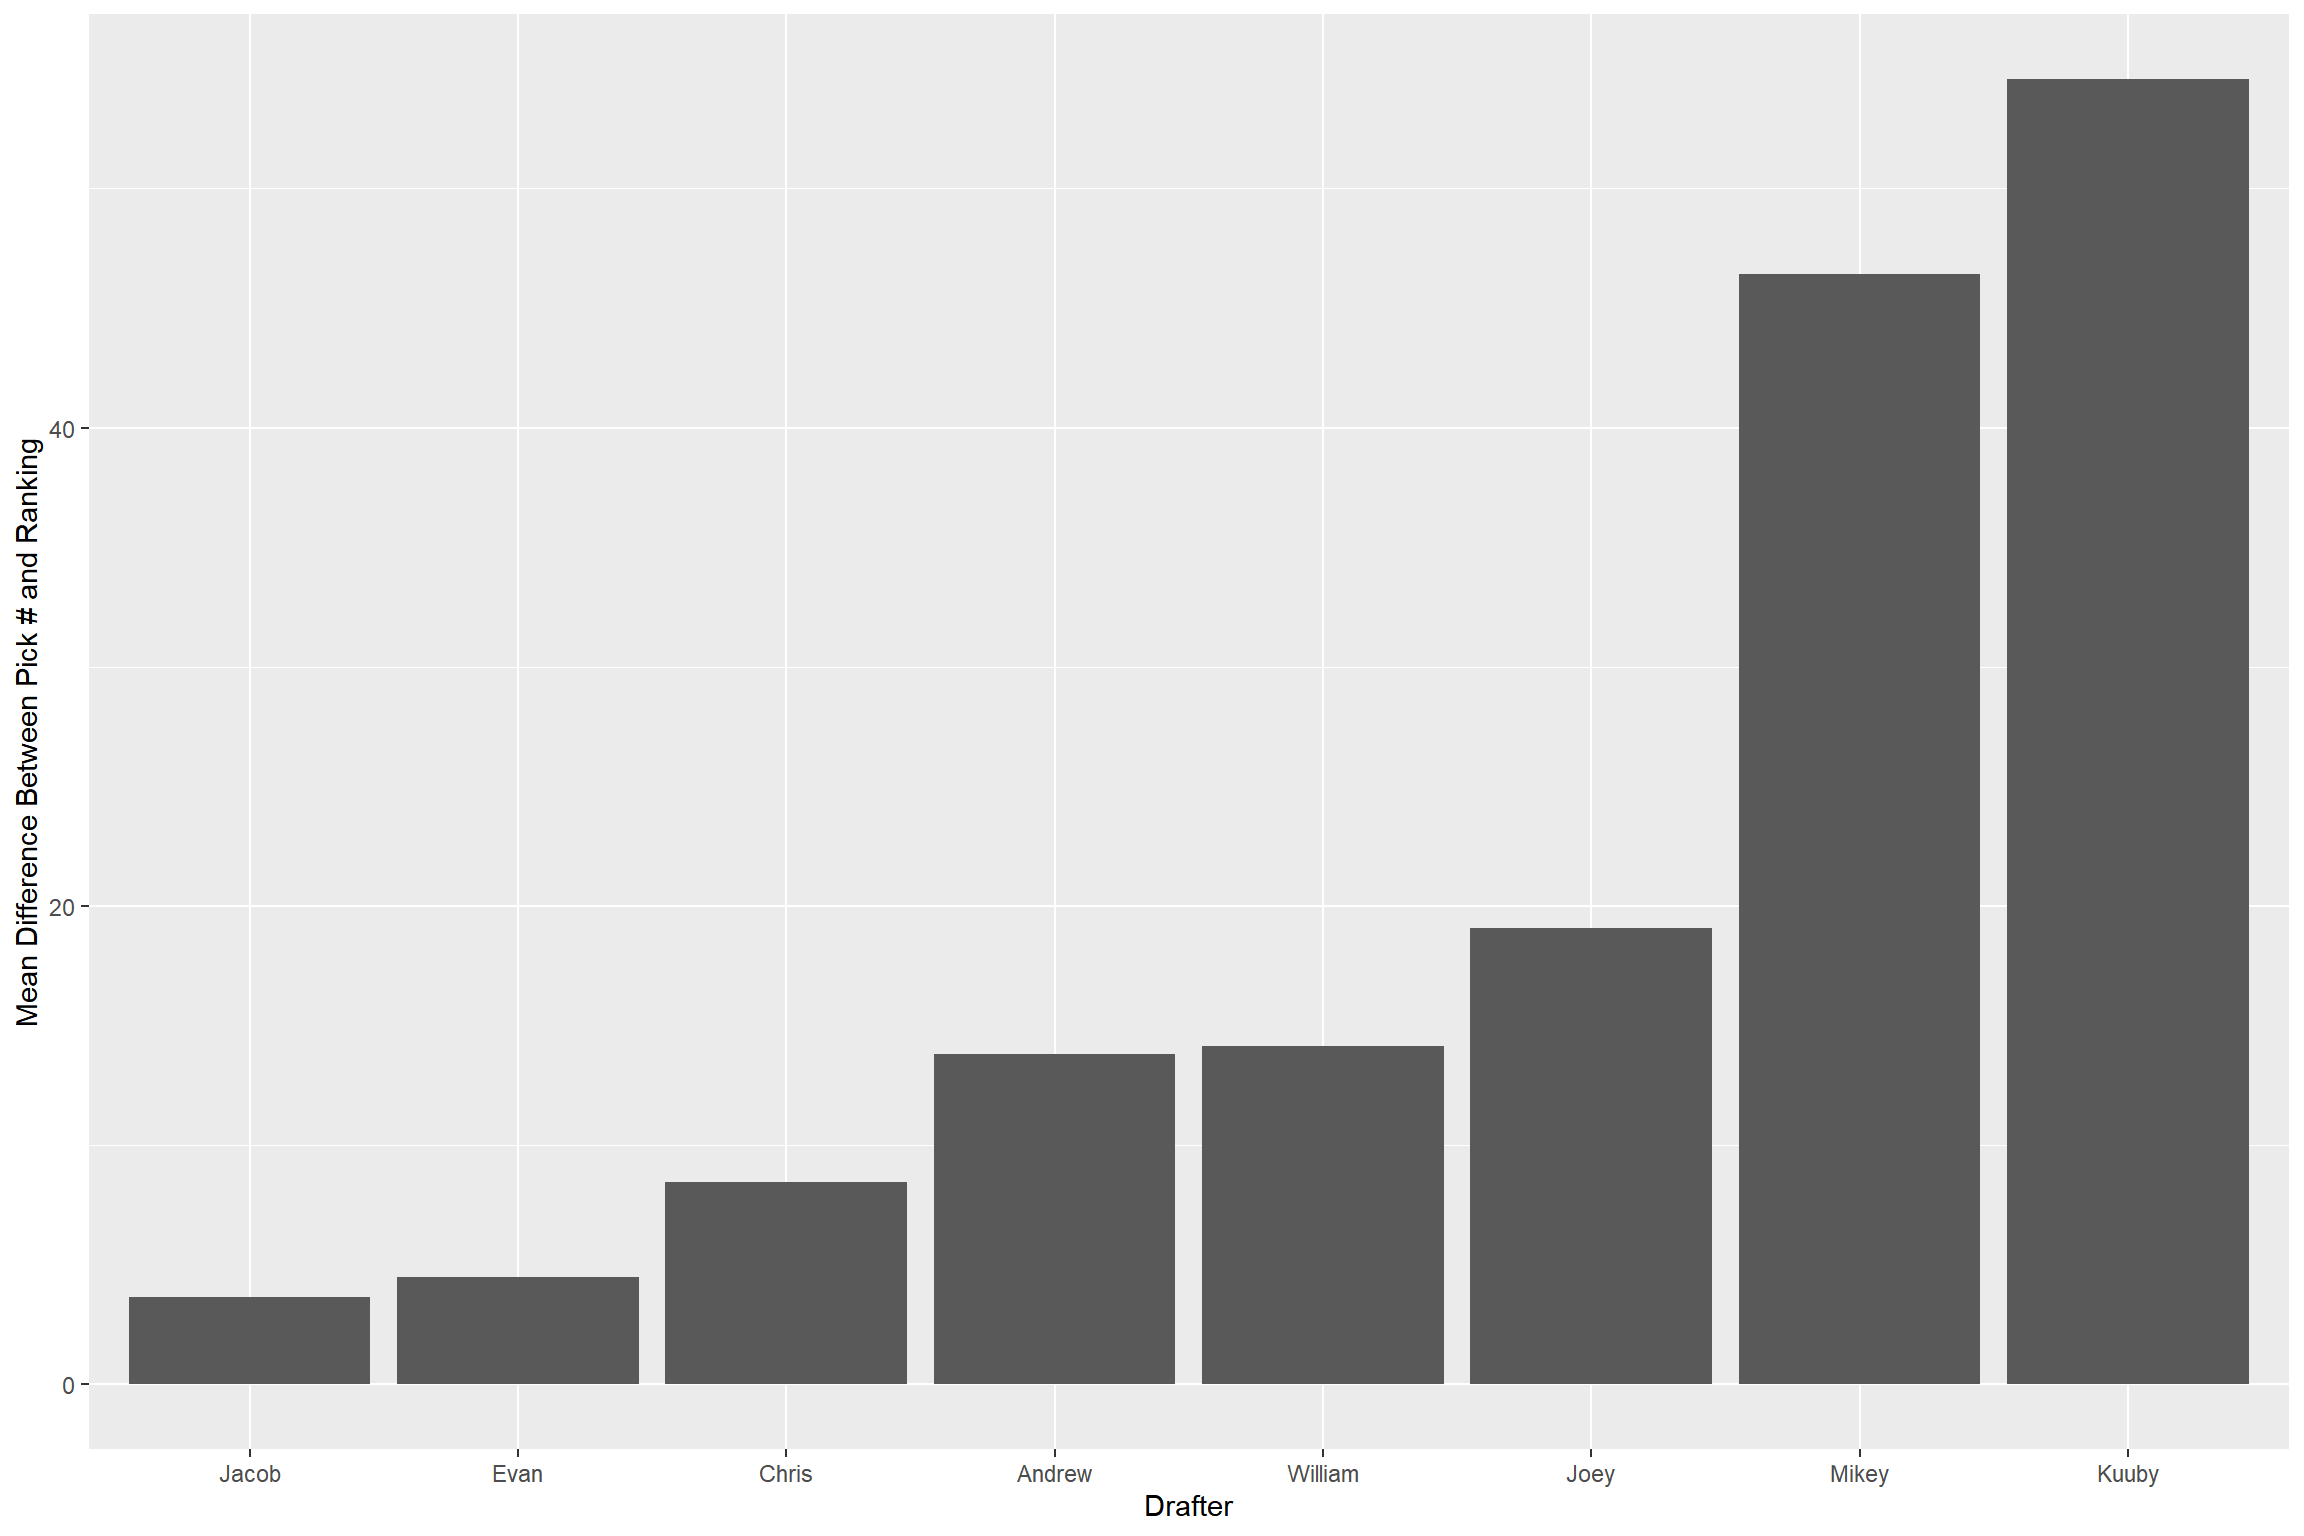 Mean Difference Between Pick # and Ranking
40
20
0
Jacob Evan Chris Andrew William Joey Mikey Kuuby
Drafter